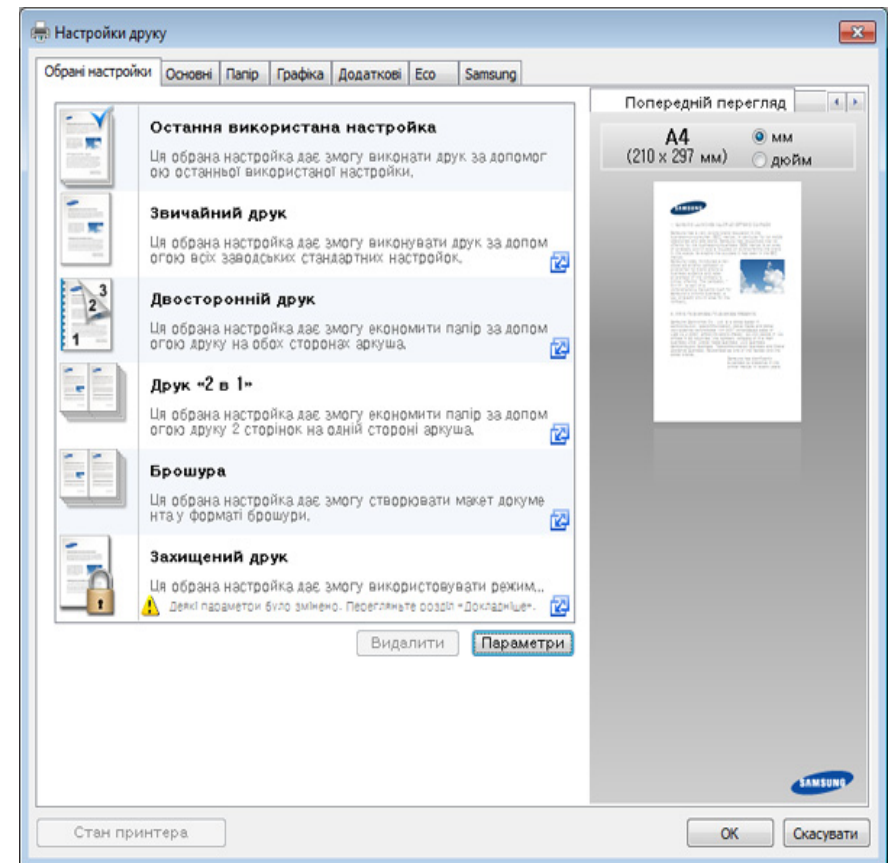 Настройки друку
Обрані настройки Основні Папір Графіка Додаткові Eco Samsung
Остання використана настройка
Ця обрана настройка дає змогу виконати друк за допомог
ою останньої використаної настройки.
Звичайний друк
Ця обрана настройка дає змогу виконувати друк за допом
огою всіх заводських стандартних настройок.
Двосторонній друк
Ця обрана настройка дає змогу економити папір за допом
огою друку на обох сторонах аркуша.
Друк «2 в 1»
Ця обрана настройка дає змогу економити папір за допом
огою друку 2 сторінок на одній стороні аркуша.
Брошура
Ця обрана настройка дає змогу створювати макет докуме
нта у форматі брошури.
Захищений друк
Ця обрана настройка дає змогу використовувати режим...
Деякі параметри було змінено. Перегляньте розділ «Докладніше».
Видалити Параметри
Попередній перегляд
A4
(210 x 297 мм)
мм
дюйм
SAMSUNG
SAMSUNG
Стан принтера
OK Скасувати
3
2
1